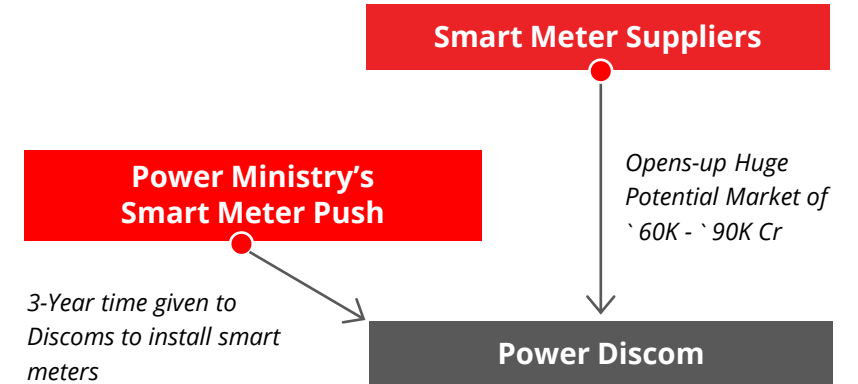 Smart Meter Suppliers
Power Ministry’s
Smart Meter Push
Opens-up Huge
Potential Market of
` 60K - ` 90K Cr
3-Year time given to
Discoms to install smart
meters
Power Discom